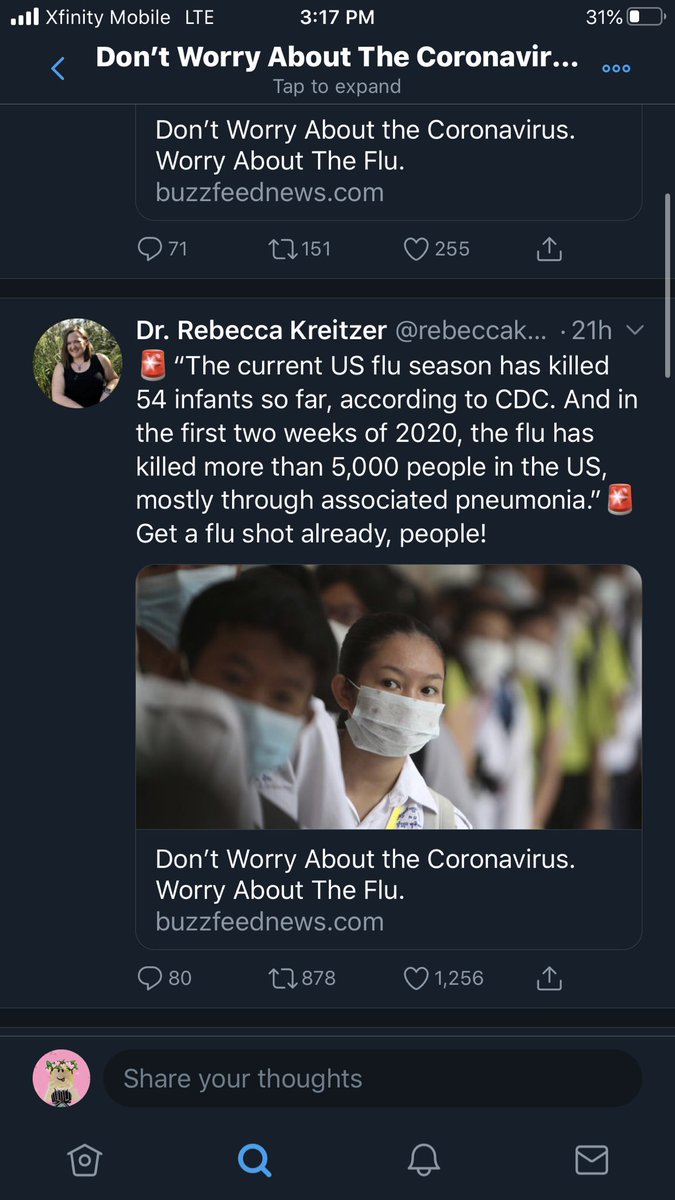 Xfinity Mobile LTE 3:17 PM 31%
Don’t Worry About The Coronavir...
Tap to expand
Don’t Worry About the Coronavirus.
Worry About The Flu.
buzzfeednews.com
71 151 255
Dr. Rebecca Kreitzer @rebeccak... · 21h
🚨 “The current US flu season has killed
54 infants so far, according to CDC. And in
the first two weeks of 2020, the flu has
killed more than 5,000 people in the US,
mostly through associated pneumonia.”🚨
Get a flu shot already, people!
Don’t Worry About the Coronavirus.
Worry About The Flu.
buzzfeednews.com
80 878 1,256
Share your thoughts